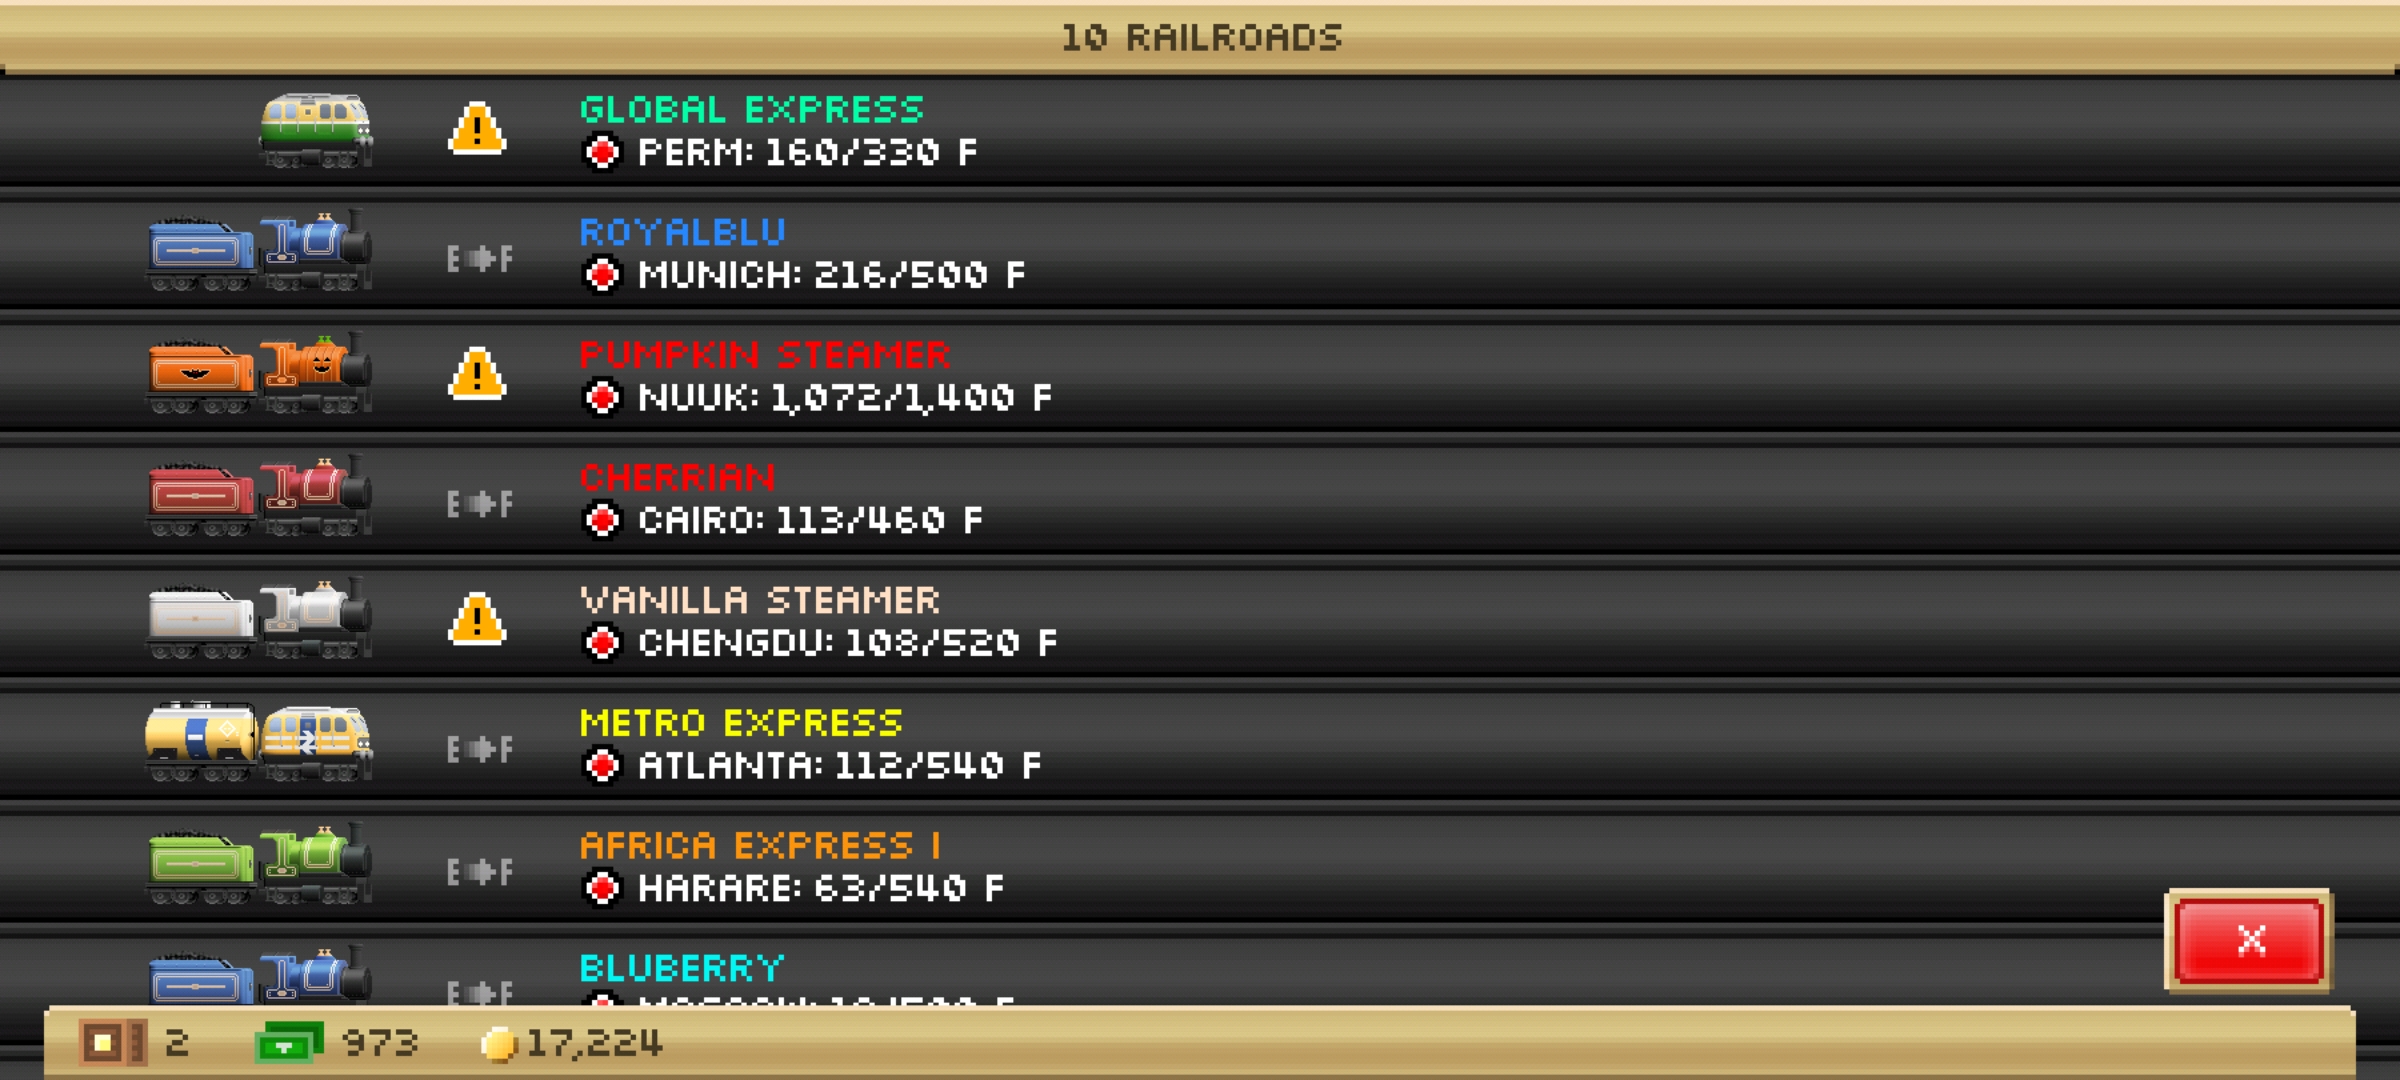 10 RAILROADS
GLOBAL EXPRESS
PERM: 160/330 F
ROYALBLU
E F
MUNICH: 216/500 F
PUMPKIN STEAMER
NUUK: 1,072/1,400 F
CHERRIAN
E F
CAIRO: 113/460 F
VANILLA STEAMER
CHENGDU: 108/520 F
METRO EXPRESS
E F
ATLANTA: 112/540 F
AFRICA EXPRESS I
E F
HARARE: 63/540 F
BLUBERRY
E F
2 973 17,224
X